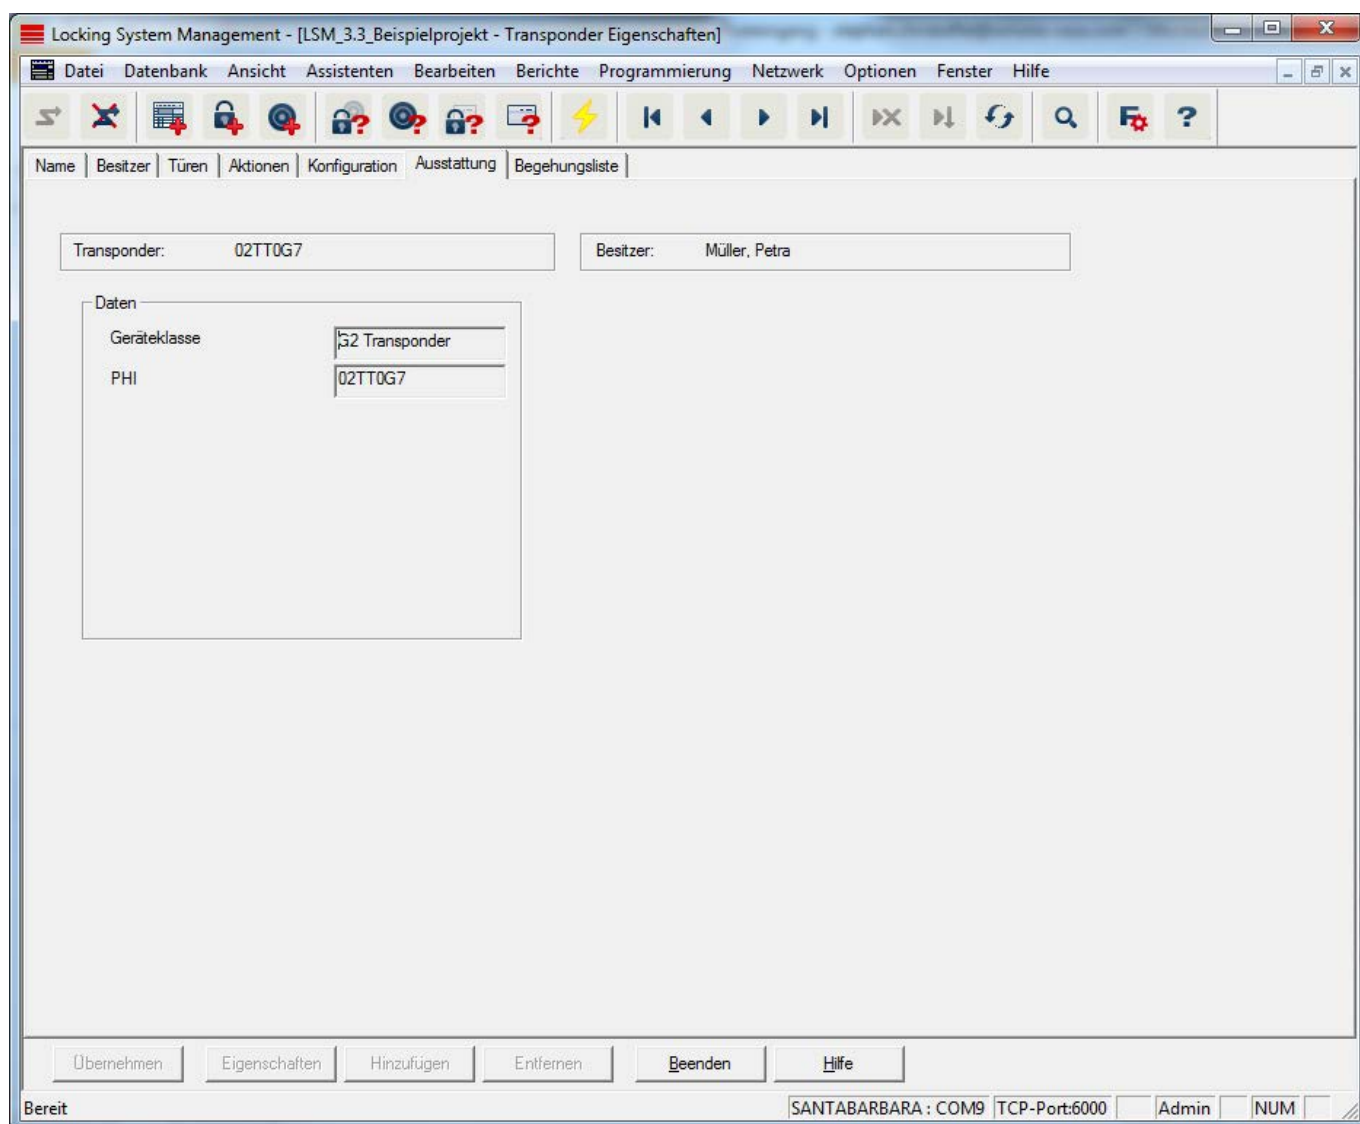 Locking System Management - [LSM_3.3_Beispielprojekt - Transponder Eigenschaften]
Datei Datenbank Ansicht Assistenten Bearbeiten Berichte Programmierung Netzwerk Optionen Fenster Hilfe
Name Besitzer Türen Aktionen Konfiguration Ausstattung Begehungsliste
Transponder: 02TT0G7 Besitzer: Müller, Petra
Daten
Geräteklasse G2 Transponder
PHI 02TT0G7
Übernehmen Eigenschaften Hinzufügen Entfernen Beenden Hilfe
Bereit SANTABARBARA : COM9 TCP-Port:6000 Admin NUM